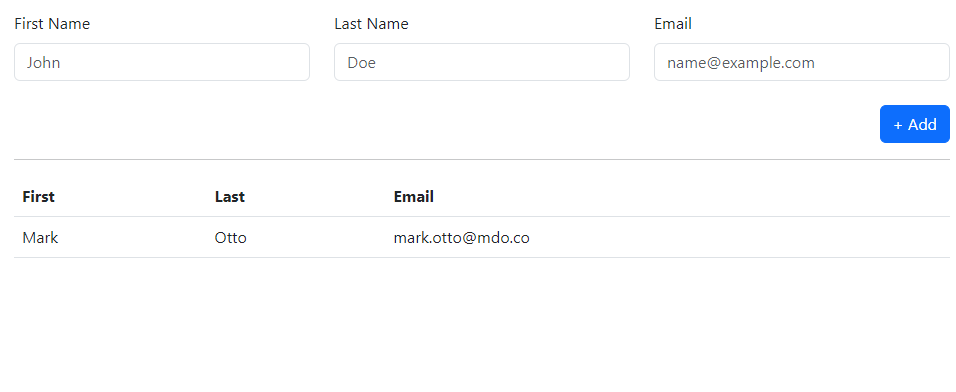 First Name Last Name Email
John Doe name@example.com
+ Add
First Last Email
Mark Otto mark.otto@mdo.co